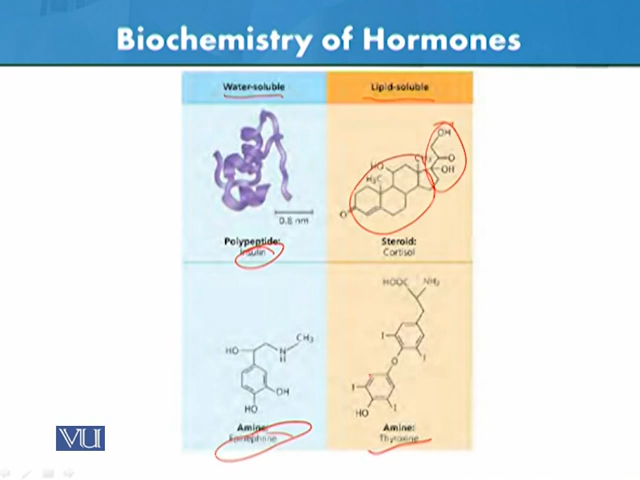 Biochemistry of Hormones
Water-soluble
Lipid-soluble
0.8 nm
Polypeptide:
Insulin
OH
CH3
HO
O
H3C
OH
O
Steroid:
Cortisol
CH3
HO
N
H
OH
HO
Amine:
Epinephrine
HOOC NH2
I
I
O
I
HO
I
Amine:
Thyroxine
VU